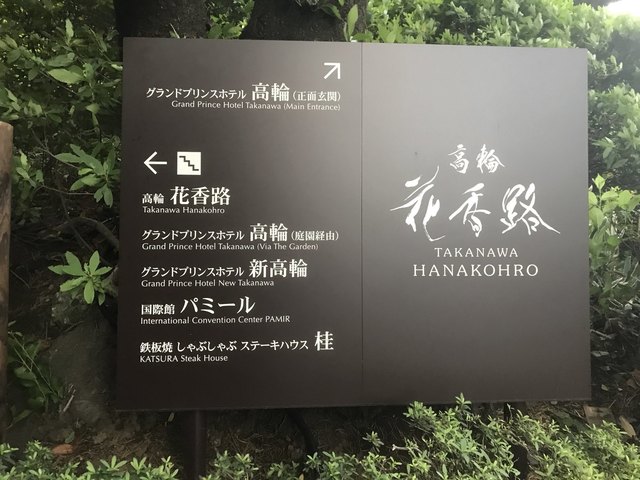 グランドプリンスホテル 高輪 (正面玄関)
Grand Prince Hotel Takanawa (Main Entrance)
高輪 花香路
Takanawa Hanakohro
グランドプリンスホテル 高輪 (庭園経由)
Grand Prince Hotel Takanawa (Via The Garden)
グランドプリンスホテル 新高輪
Grand Prince Hotel New Takanawa
国際館 パミール
International Convention Center PAMIR
鉄板焼 しゃぶしゃぶ ステーキハウス 桂
KATSURA Steak House
高輪
花香路
TAKANAWA
HANAKOHRO